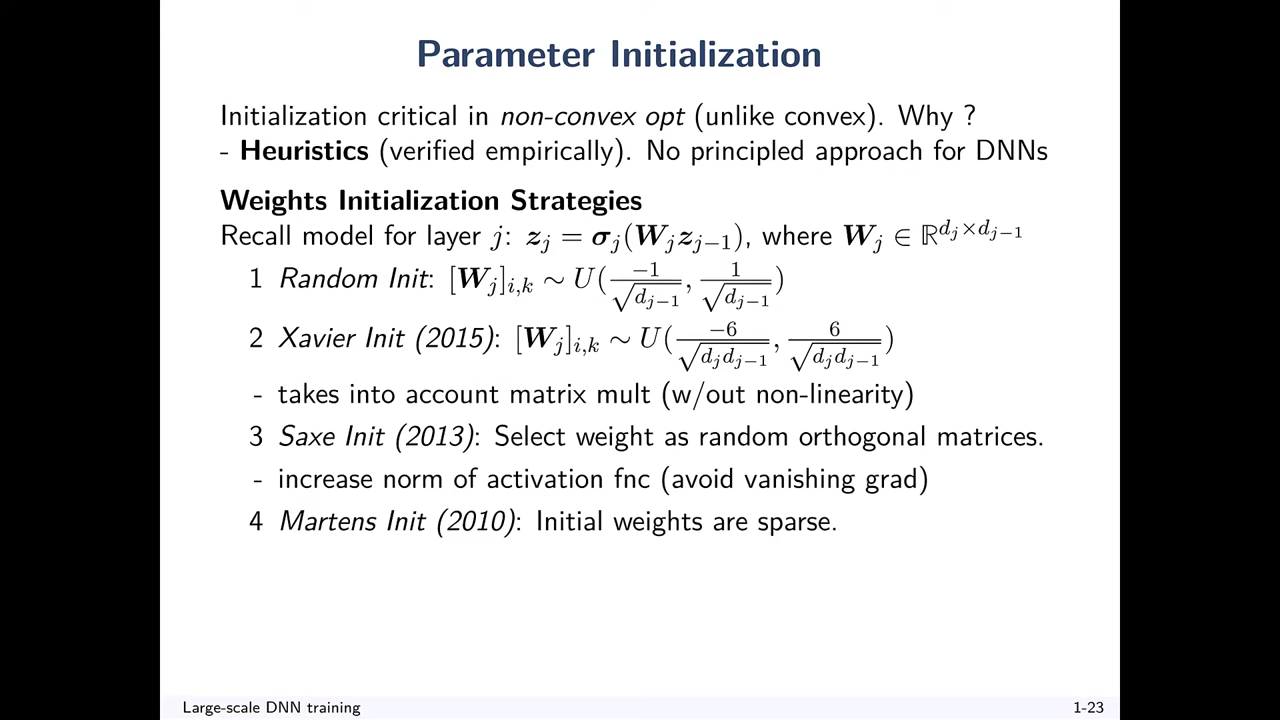 Parameter Initialization
Initialization critical in non-convex opt (unlike convex). Why ?
- Heuristics (verified empirically). No principled approach for DNNs
Weights Initialization Strategies
Recall model for layer j: z_j = σ_j(W_j z_{j−1}), where W_j ∈ ℝ^{d_j×d_{j−1}}
1 Random Init: [W_j]_{i,k} ∼ U(−1/√d_{j−1}, 1/√d_{j−1})
2 Xavier Init (2015): [W_j]_{i,k} ∼ U(−6/√(d_j d_{j−1}), 6/√(d_j d_{j−1}))
- takes into account matrix mult (w/out non-linearity)
3 Saxe Init (2013): Select weight as random orthogonal matrices.
- increase norm of activation fnc (avoid vanishing grad)
4 Martens Init (2010): Initial weights are sparse.
Large-scale DNN training
1-23